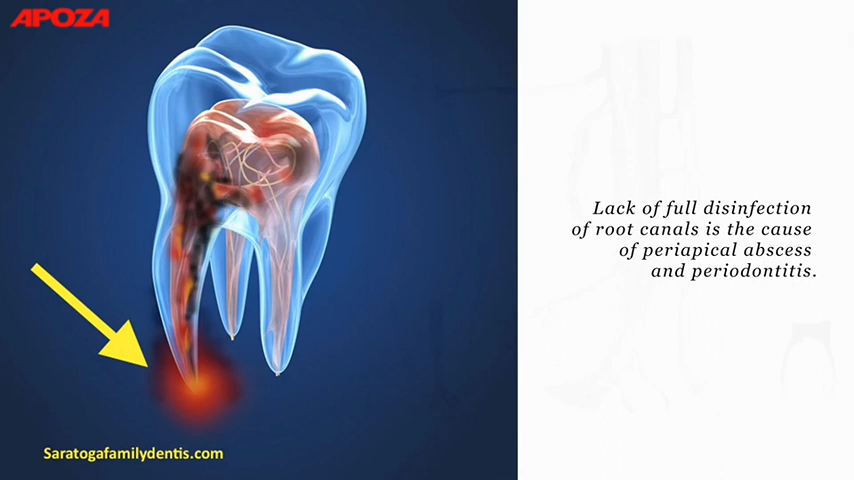 APOZA
Lack of full disinfection
of root canals is the cause
of periapical abscess
and periodontitis.
Saratogafamilydentis.com